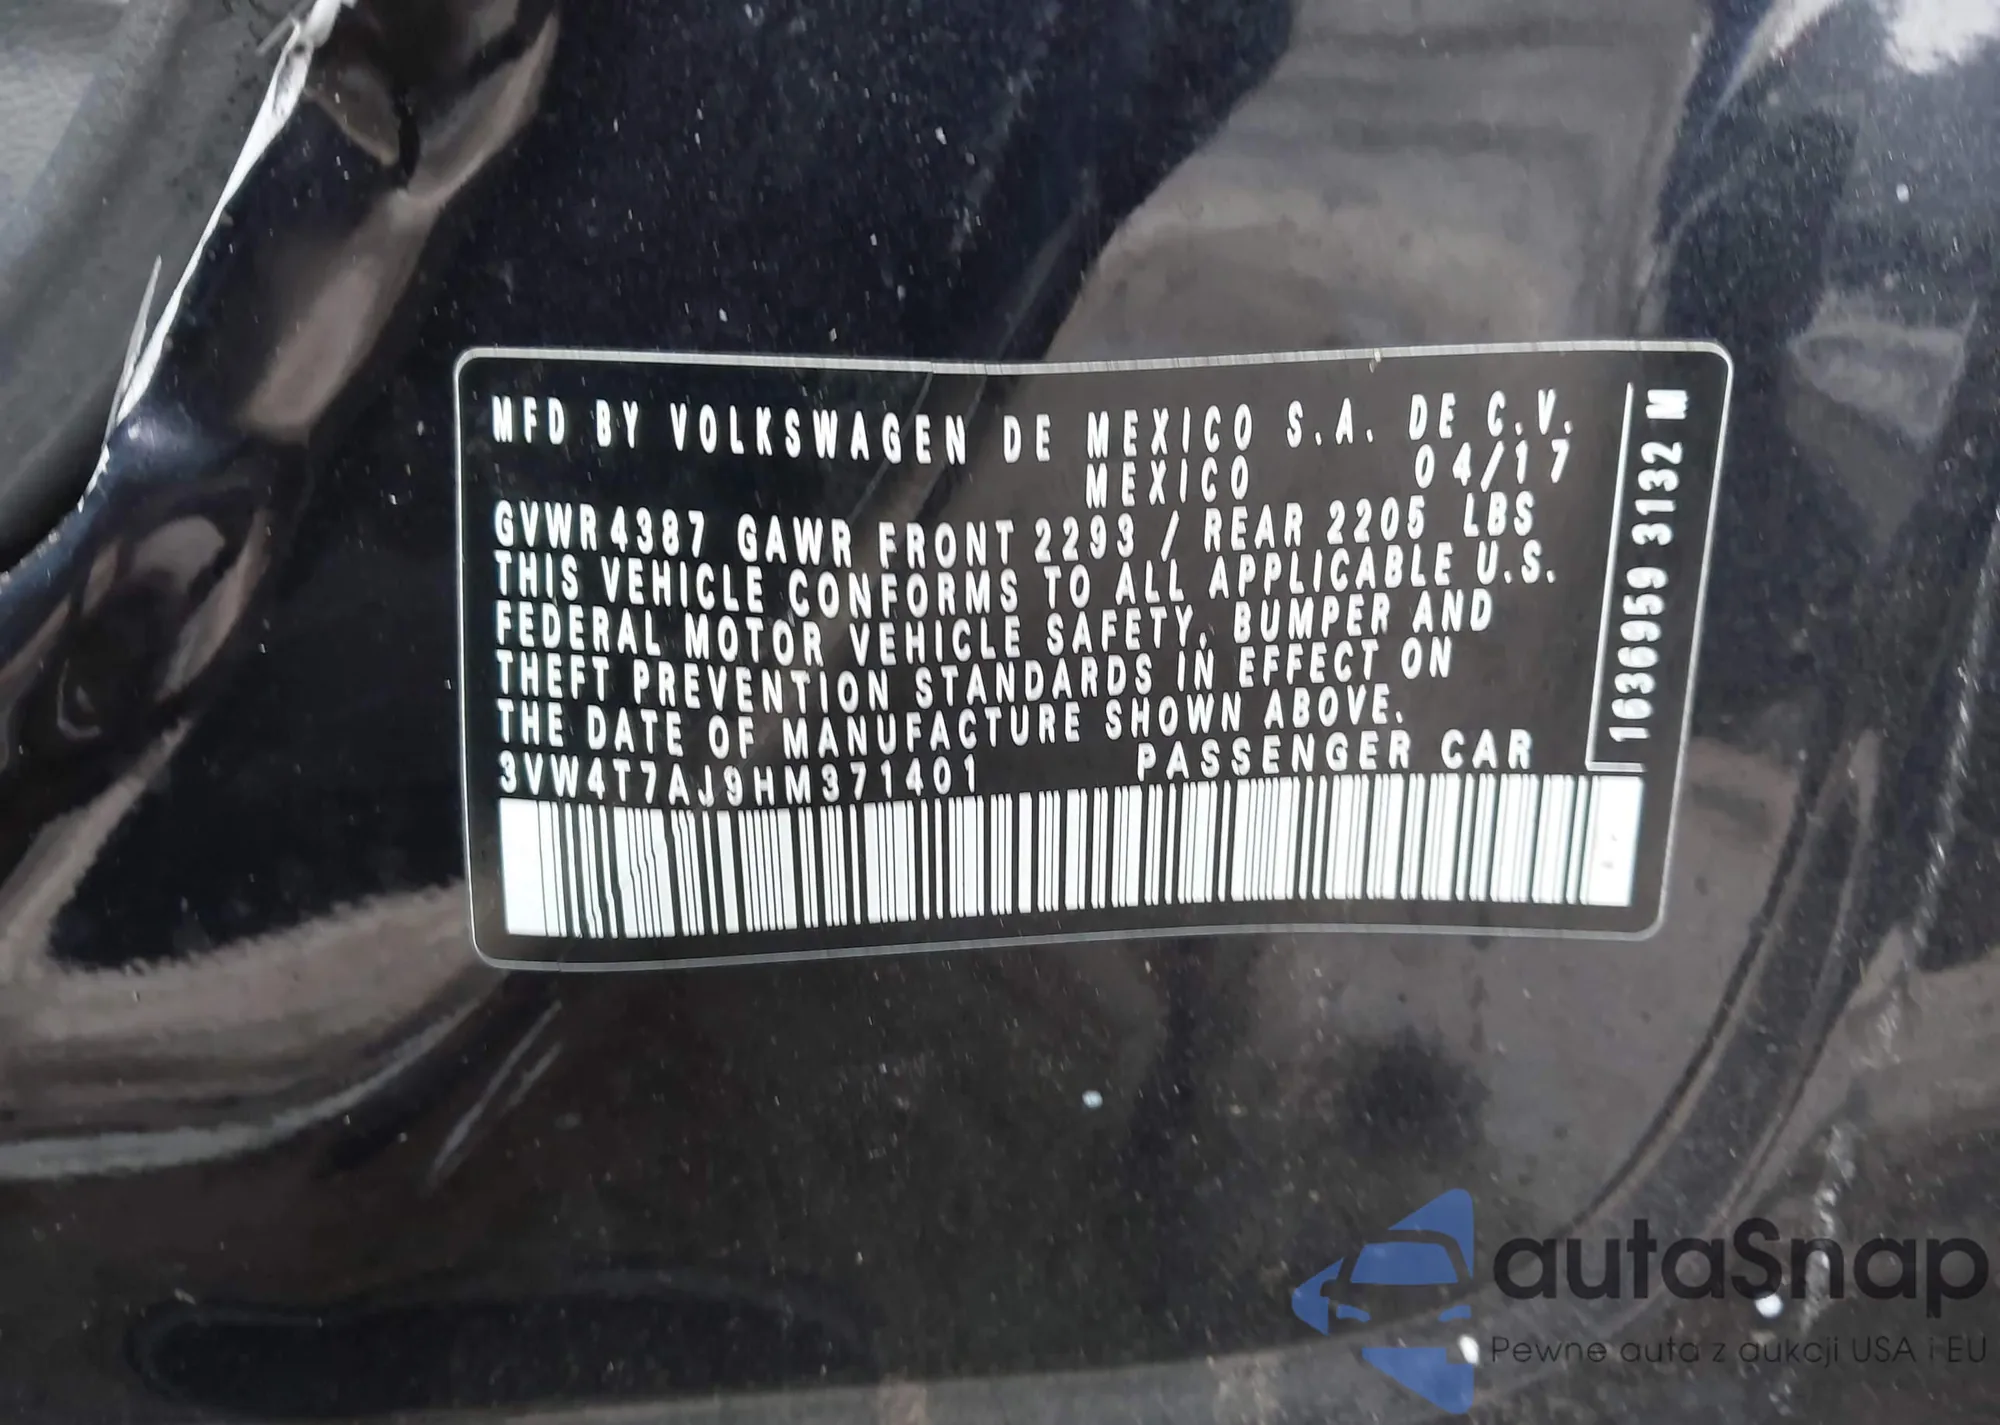 MFD BY VOLKSWAGEN DE MEXICO S.A. DE C.V.
MEXICO 04/17
GVWR 4387 GAWR FRONT 2293 / REAR 2205 LBS
THIS VEHICLE CONFORMS TO ALL APPLICABLE U.S.
FEDERAL MOTOR VEHICLE SAFETY, BUMPER AND
THEFT PREVENTION STANDARDS IN EFFECT ON
THE DATE OF MANUFACTURE SHOWN ABOVE.
3VW4T7AJ9HM371401 PASSENGER CAR
1636959 3132 M
autaSnap
Pewne auta z aukcji USA i EU